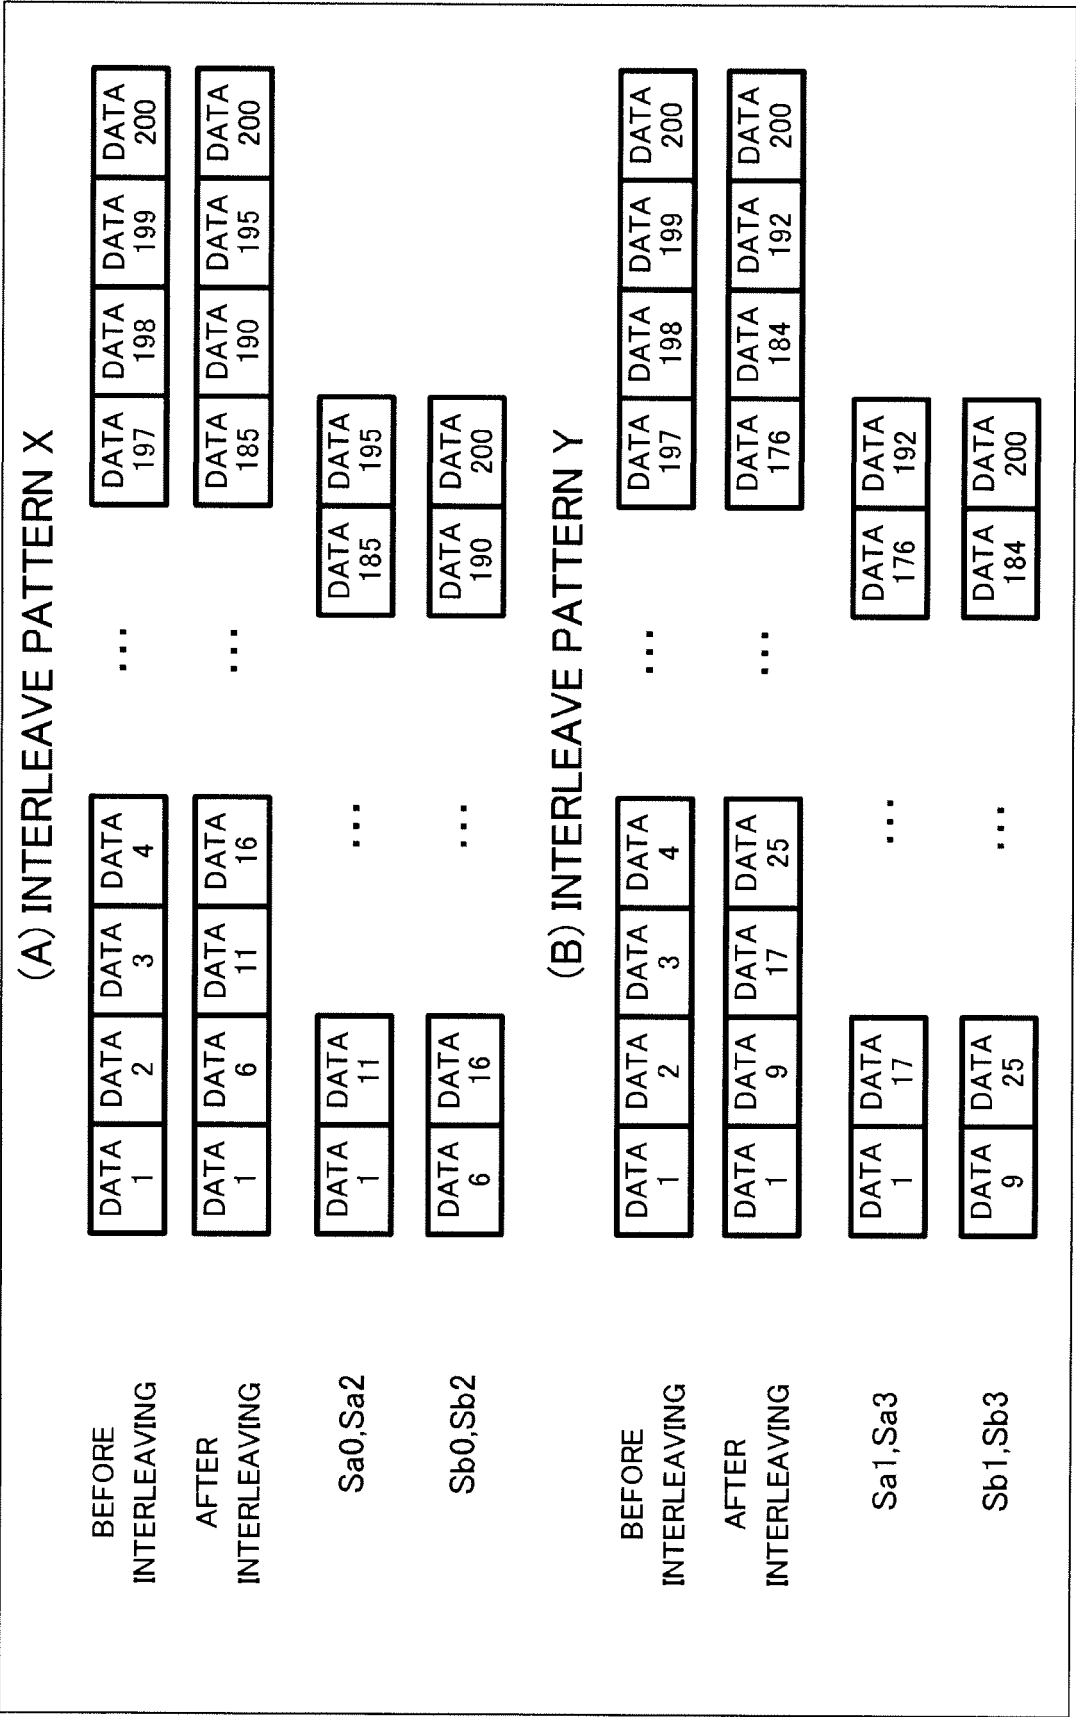 (A) INTERLEAVE PATTERN X
BEFORE INTERLEAVING
DATA 1 DATA 2 DATA 3 DATA 4 ... DATA 197 DATA 198 DATA 199 DATA 200
AFTER INTERLEAVING
DATA 1 DATA 6 DATA 11 DATA 16 ... DATA 185 DATA 190 DATA 195 DATA 200
Sa0,Sa2
DATA 1 DATA 11 ... DATA 185 DATA 195
Sb0,Sb2
DATA 6 DATA 16 ... DATA 190 DATA 200
(B) INTERLEAVE PATTERN Y
BEFORE INTERLEAVING
DATA 1 DATA 2 DATA 3 DATA 4 ... DATA 197 DATA 198 DATA 199 DATA 200
AFTER INTERLEAVING
DATA 1 DATA 9 DATA 17 DATA 25 ... DATA 176 DATA 184 DATA 192 DATA 200
Sa1,Sa3
DATA 1 DATA 17 ... DATA 176 DATA 192
Sb1,Sb3
DATA 9 DATA 25 ... DATA 184 DATA 200